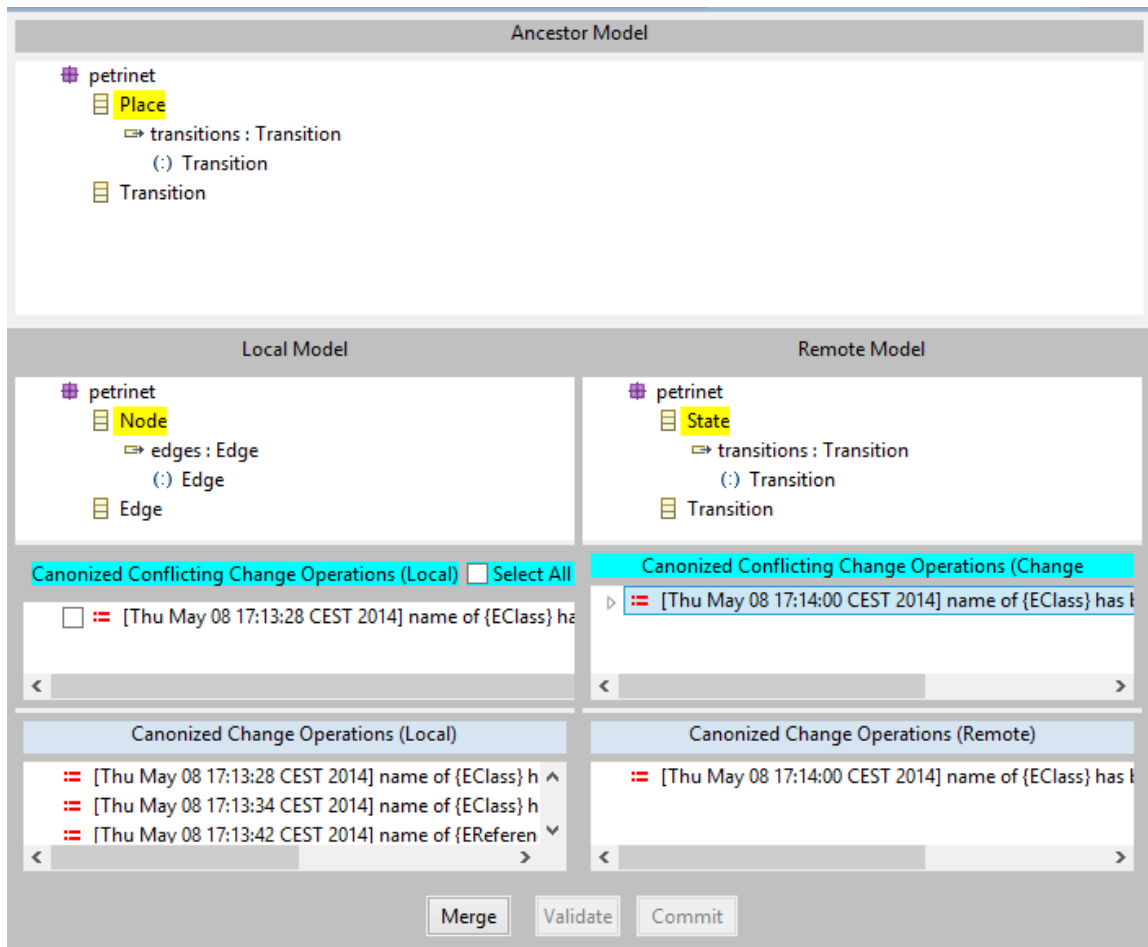 Ancestor Model
petrinet
Place
transitions : Transition
(:) Transition
Transition
Local Model
petrinet
Node
edges : Edge
(:) Edge
Edge
Remote Model
petrinet
State
transitions : Transition
(:) Transition
Transition
Canonized Conflicting Change Operations (Local) Select All
[Thu May 08 17:13:28 CEST 2014] name of {EClass} ha
Canonized Conflicting Change Operations (Change
[Thu May 08 17:14:00 CEST 2014] name of {EClass} has b
Canonized Change Operations (Local)
[Thu May 08 17:13:28 CEST 2014] name of {EClass} h
[Thu May 08 17:13:34 CEST 2014] name of {EClass} h
[Thu May 08 17:13:42 CEST 2014] name of {EReferen
Canonized Change Operations (Remote)
[Thu May 08 17:14:00 CEST 2014] name of {EClass} has b
Merge Validate Commit